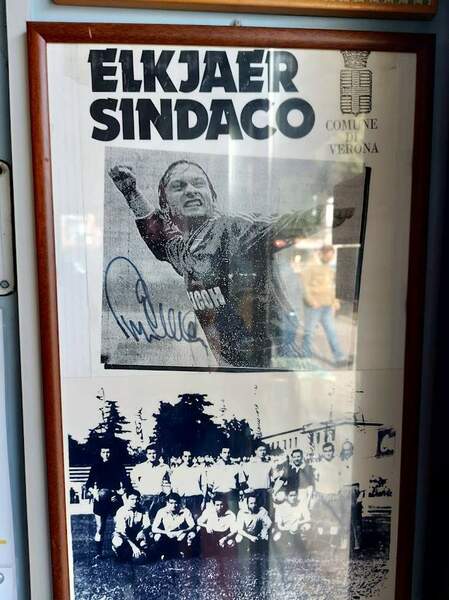 ELKJAER
SINDACO
COMUNE
DI
VERONA